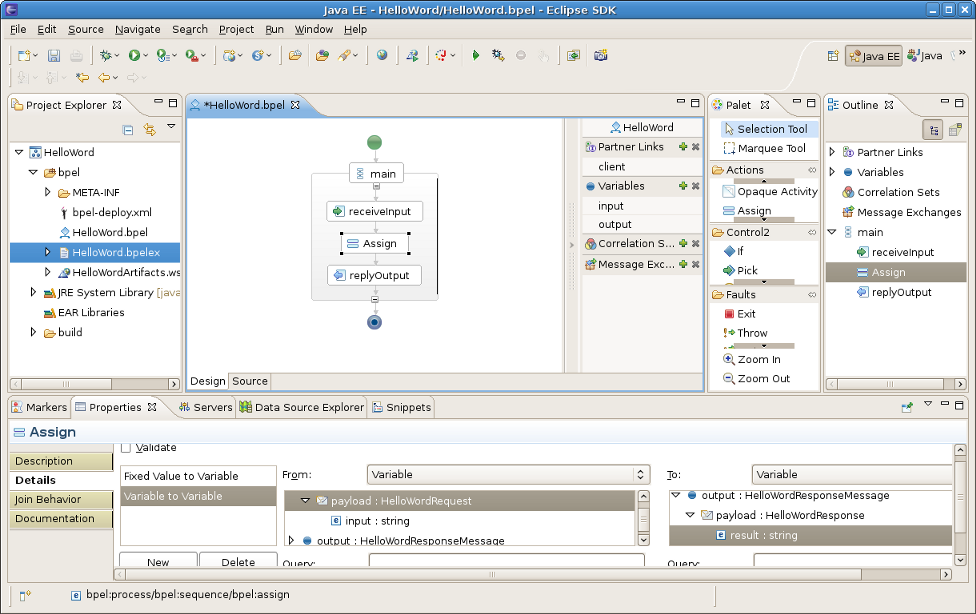 Java EE - HelloWord/HelloWord.bpel - Eclipse SDK
File Edit Source Navigate Search Project Run Window Help
Java EE Java
Project Explorer
HelloWord
bpel
META-INF
bpel-deploy.xml
HelloWord.bpel
HelloWord.bpelex
HelloWordArtifacts.ws
JRE System Library [java
EAR Libraries
build
*HelloWord.bpel
main
receiveInput
Assign
replyOutput
Design Source
HelloWord
Partner Links
client
Variables
input
output
Correlation S...
Message Exc...
Palet
Selection Tool
Marquee Tool
Actions
Opaque Activity
Assign
Control2
If
Pick
Faults
Exit
Throw
Zoom In
Zoom Out
Outline
Partner Links
Variables
Correlation Sets
Message Exchanges
main
receiveInput
Assign
replyOutput
Markers Properties Servers Data Source Explorer Snippets
Assign
Description
Details
Join Behavior
Documentation
Validate
Fixed Value to Variable
Variable to Variable
New Delete
From: Variable
payload : HelloWordRequest
input : string
output : HelloWordResponseMessage
Query:
To: Variable
output : HelloWordResponseMessage
payload : HelloWordResponse
result : string
Query:
bpel:process/bpel:sequence/bpel:assign